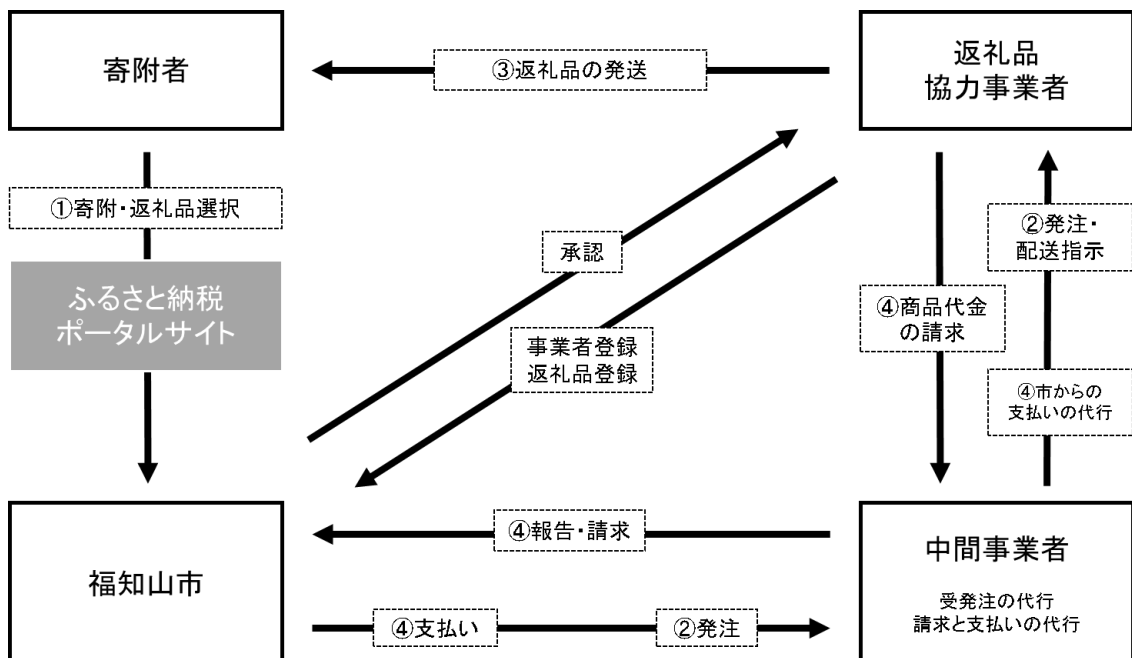 寄附者
③返礼品の発送
返礼品
協力事業者
①寄附・返礼品選択
ふるさと納税
ポータルサイト
承認
事業者登録
返礼品登録
②発注・
配送指示
④商品代金
の請求
④市からの
支払いの代行
福知山市
④報告・請求
④支払い
②発注
中間事業者
受発注の代行
請求と支払いの代行